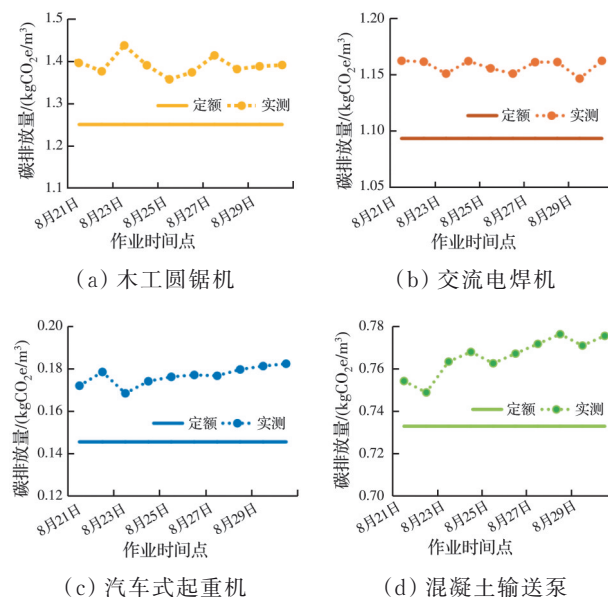 碳排放量/(kgCO₂e/m³)
1.5
1.4
1.3
1.2
1.1
定额 实测
8月21日 8月23日 8月25日 8月27日 8月29日
作业时间点
(a) 木工圆锯机
碳排放量/(kgCO₂e/m³)
1.20
1.15
1.10
1.05
定额 实测
8月21日 8月23日 8月25日 8月27日 8月29日
作业时间点
(b) 交流电焊机
碳排放量/(kgCO₂e/m³)
0.20
0.18
0.16
0.14
0.12
定额 实测
8月21日 8月23日 8月25日 8月27日 8月29日
作业时间点
(c) 汽车式起重机
碳排放量/(kgCO₂e/m³)
0.78
0.76
0.74
0.72
0.70
定额 实测
8月21日 8月23日 8月25日 8月27日 8月29日
作业时间点
(d) 混凝土输送泵